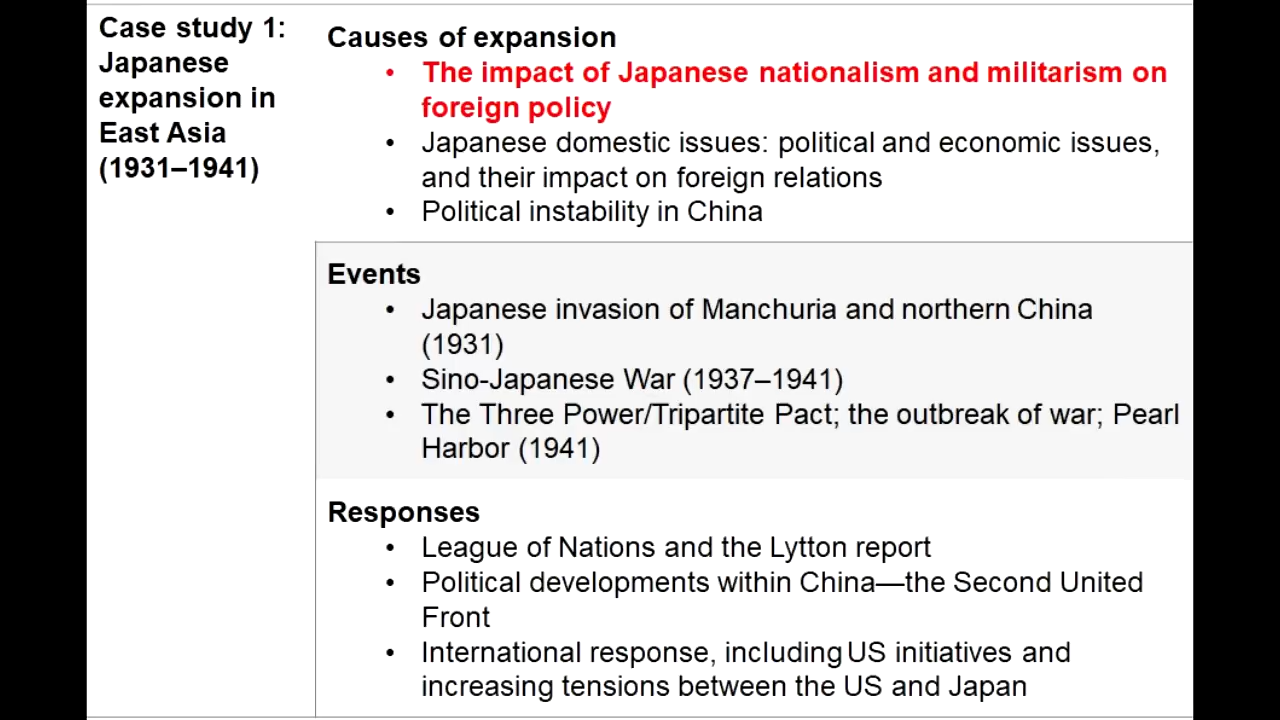 Case study 1:
Japanese
expansion in
East Asia
(1931–1941)
Causes of expansion
• The impact of Japanese nationalism and militarism on
foreign policy
• Japanese domestic issues: political and economic issues,
and their impact on foreign relations
• Political instability in China
Events
• Japanese invasion of Manchuria and northern China
(1931)
• Sino-Japanese War (1937–1941)
• The Three Power/Tripartite Pact; the outbreak of war; Pearl
Harbor (1941)
Responses
• League of Nations and the Lytton report
• Political developments within China—the Second United
Front
• International response, including US initiatives and
increasing tensions between the US and Japan